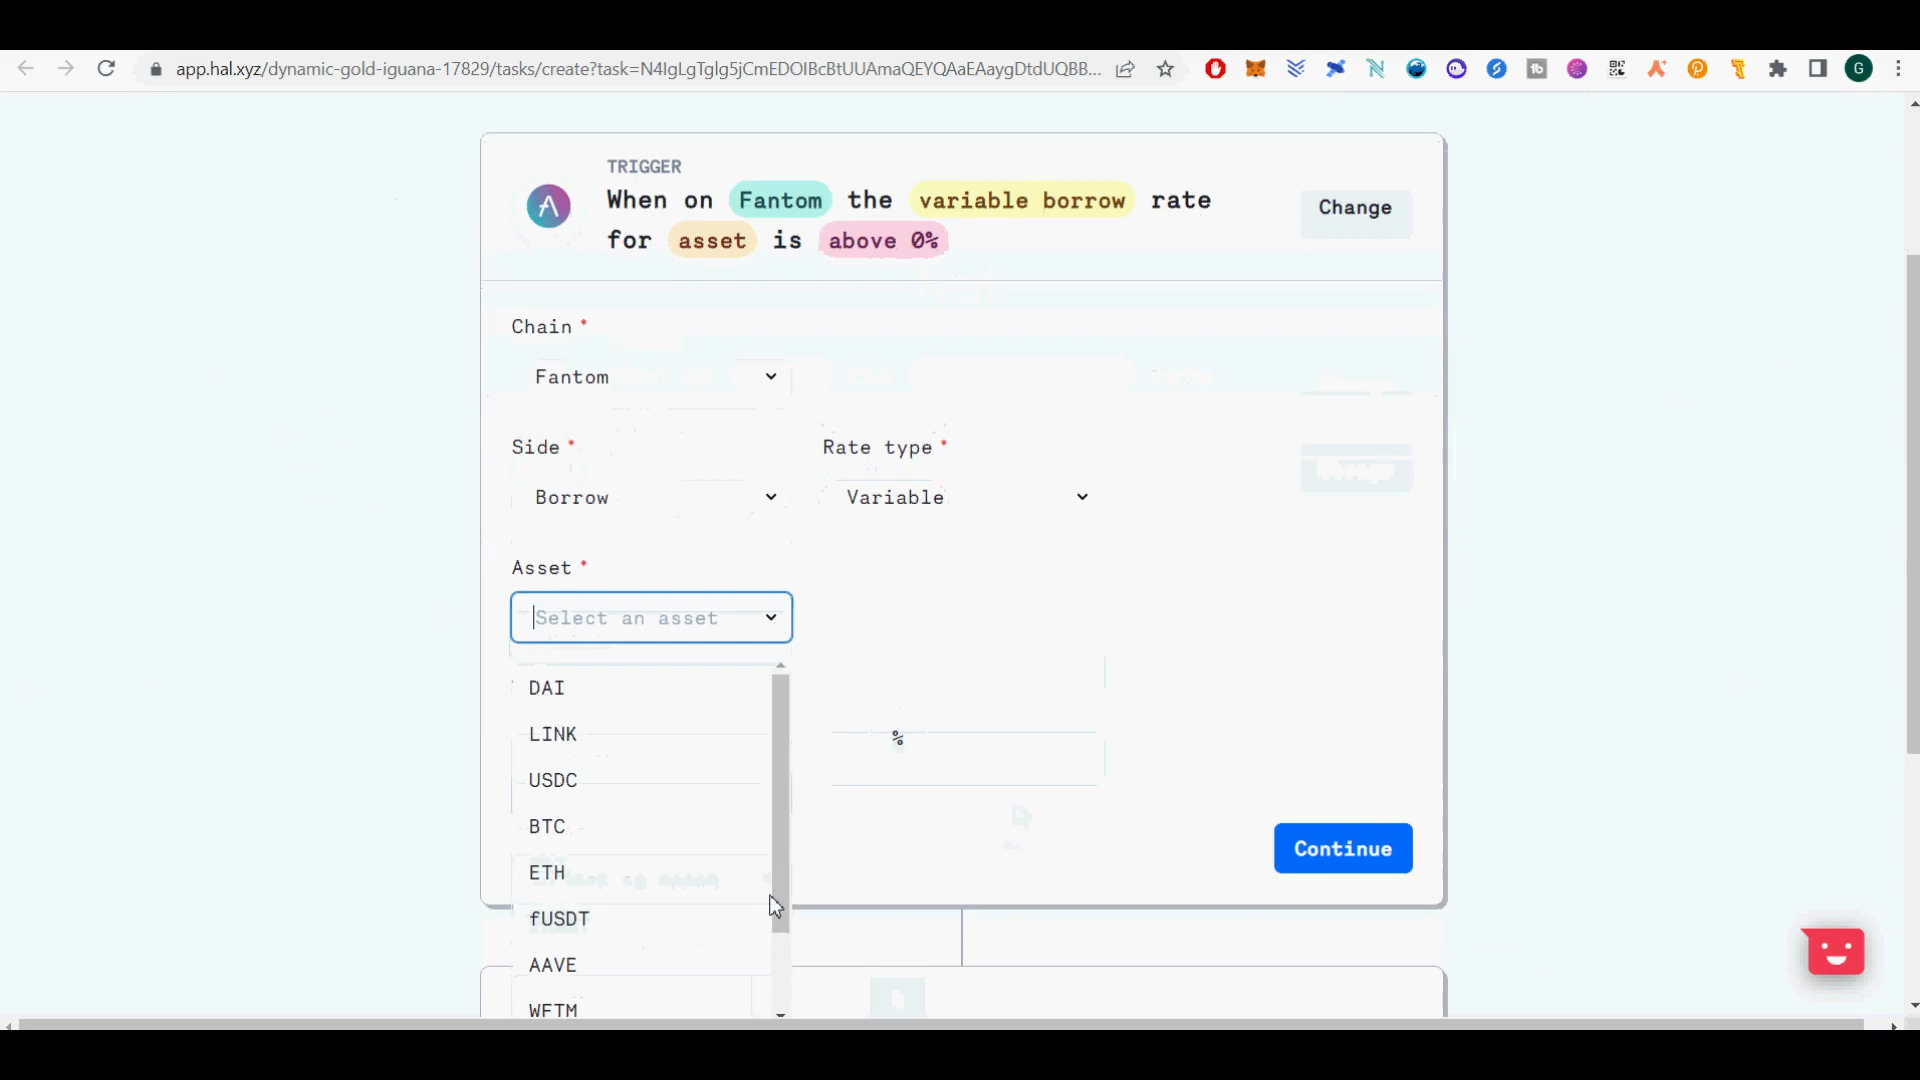 app.hal.xyz/dynamic-gold-iguana-17829/tasks/create?task=N4IgLgTglg5jCmEDOIBcBtUUAmaQEYQAaEAaygDtdUQBB...
G
TRIGGER
When on Fantom the variable borrow rate
for asset is above 0%
Change
Chain *
Fantom
Side *
Rate type *
Borrow
Variable
Asset *
Select an asset
DAI
LINK
%
USDC
BTC
Continue
ETH
fUSDT
AAVE
WFTM